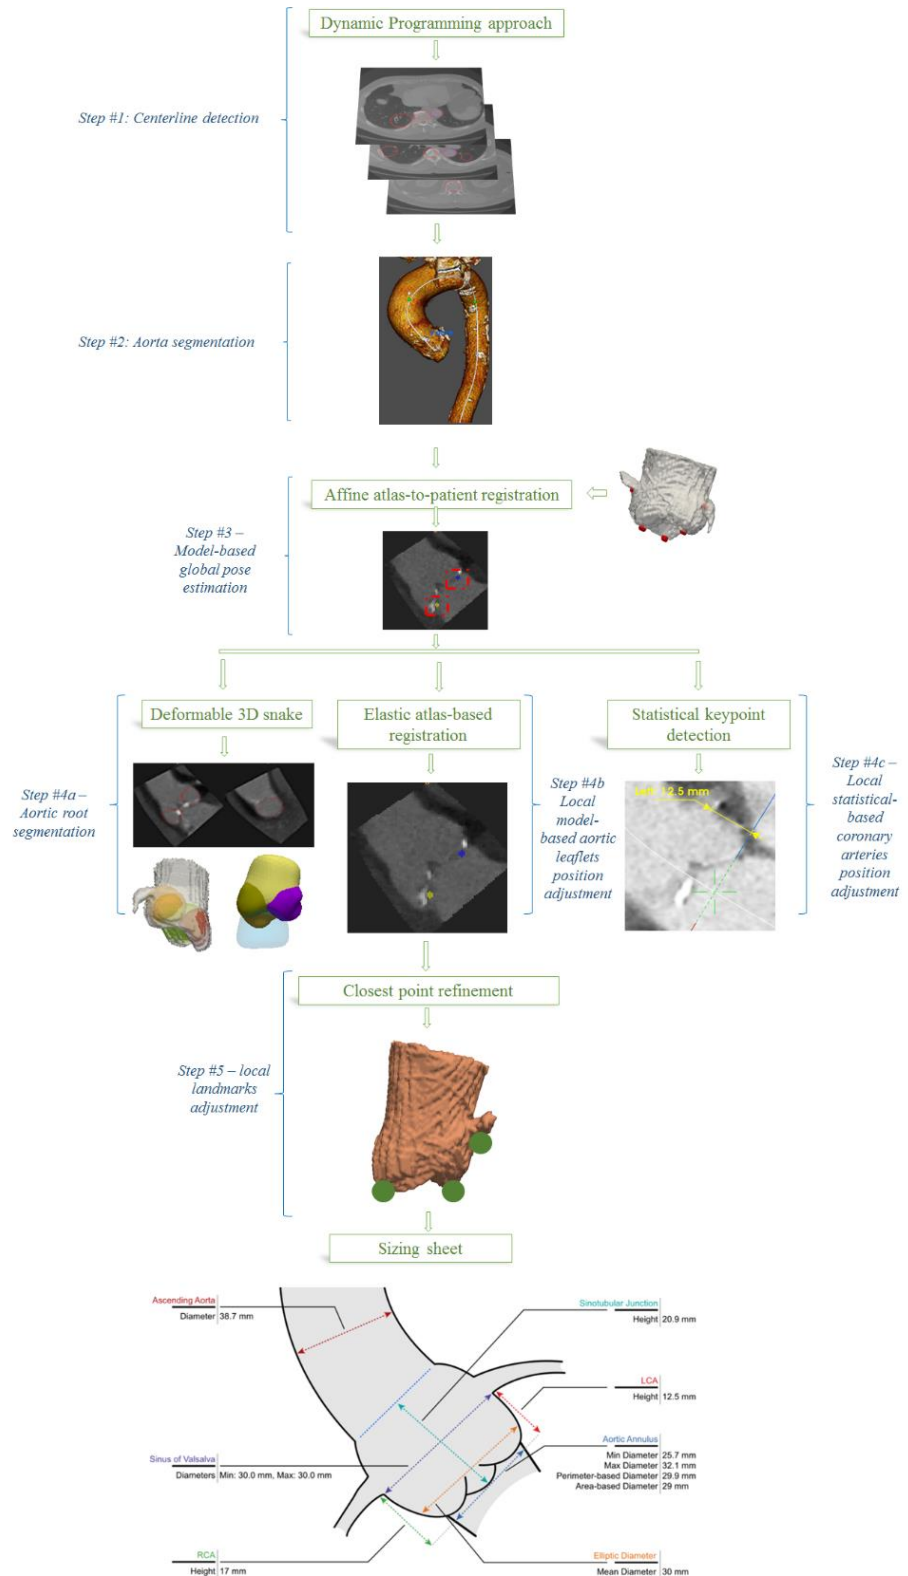 Dynamic Programming approach
Step #1: Centerline detection
Step #2: Aorta segmentation
Affine atlas-to-patient registration
Step #3 –
Model-based
global pose
estimation
Deformable 3D snake
Elastic atlas-based
registration
Statistical keypoint
detection
Step #4a –
Aortic root
segmentation
Step #4b
Local
model-
based aortic
leaflets
position
adjustment
Left: 12.5 mm
Step #4c –
Local
statistical-
based
coronary
arteries
position
adjustment
Closest point refinement
Step #5 – local
landmarks
adjustment
Sizing sheet
Ascending Aorta
Diameter 38.7 mm
Sinotubular Junction
Height 20.9 mm
LCA
Height 12.5 mm
Aortic Annulus
Min Diameter 25.7 mm
Max Diameter 32.1 mm
Perimeter-based Diameter 29.9 mm
Area-based Diameter 29 mm
Sinus of Valsalva
Diameters Min: 30.0 mm, Max: 30.0 mm
RCA
Height 17 mm
Elliptic Diameter
Mean Diameter 30 mm